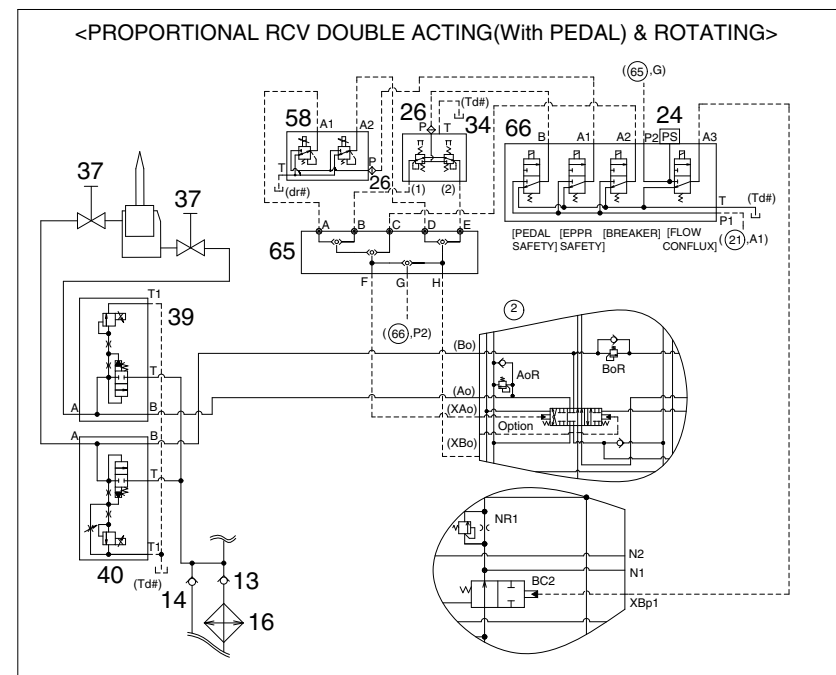 <PROPORTIONAL RCV DOUBLE ACTING(With PEDAL) & ROTATING>
((65),G)
(Td#)
58 A1 A2 26 P T 34 66 B A1 A2 P2 PS 24 A3
T P
(dr#) 26 (1) (2)
T (Td#)
P1
((21),A1)
[PEDAL SAFETY] [EPPR SAFETY] [BREAKER] [FLOW CONFLUX]
37
37
A B C D E
65
F G H
((66),P2)
2
T1
39
(Bo)
AoR
BoR
T
(Ao)
A B
(XAo)
Option
A B
(XBo)
T
NR1
T1
N2
40
(Td#)
13
14
N1
BC2
XBp1
16